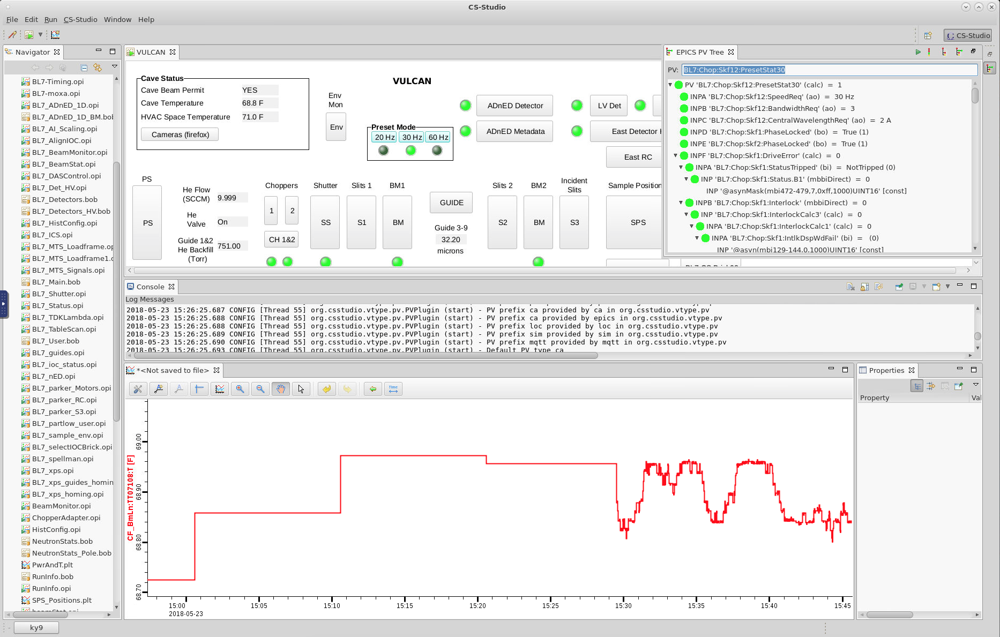 CS-Studio
File Edit Run CS-Studio Window Help
CS-Studio
Navigator
BL7-Timing.opi
BL7-moxa.opi
BL7_ADnED_1D.opi
BL7_ADnED_1D_BM.bob
BL7_AI_Scaling.opi
BL7_AlignIOC.opi
BL7_BeamMonitor.opi
BL7_BeamStat.opi
BL7_DASControl.opi
BL7_Det_HV.opi
BL7_Detectors.bob
BL7_Detectors_HV.bob
BL7_HistConfig.opi
BL7_ICS.opi
BL7_MTS_Loadframe.op
BL7_MTS_Loadframe1.o
BL7_MTS_Signals.opi
BL7_Main.bob
BL7_Shutter.opi
BL7_Status.opi
BL7_TDKLambda.opi
BL7_TableScan.opi
BL7_User.bob
BL7_guides.opi
BL7_ioc_status.opi
BL7_nED.opi
BL7_parker_Motors.opi
BL7_parker_RC.opi
BL7_parker_S3.opi
BL7_partlow_user.opi
BL7_sample_env.opi
BL7_selectIOCBrick.opi
BL7_spellman.opi
BL7_xps.opi
BL7_xps_guides_homin
BL7_xps_homing.opi
BeamMonitor.opi
ChopperAdapter.opi
HistConfig.opi
NeutronStats.bob
NeutronStats_Pole.bob
PwrAndT.plt
RunInfo.bob
RunInfo.opi
SPS_Positions.plt
beamStat.opi
VULCAN
Cave Status
Cave Beam Permit YES
Cave Temperature 68.8 F
HVAC Space Temperature 71.0 F
Cameras (firefox)
Env
Mon
Env
VULCAN
Preset Mode
20 Hz 30 Hz 60 Hz
ADnED Detector
LV Det
ADnED Metadata
East Detector
East RC
PS
PS
He Flow
(SCCM)
9.999
He
Valve
On
Guide 1&2
He Backfill
(Torr)
751.00
Choppers
1 2
CH 1&2
Shutter
SS
Slits 1
S1
BM1
BM
GUIDE
Guide 3-9
32.20
microns
Slits 2
S2
BM2
BM
Incident
Slits
S3
Sample Position
SPS
EPICS PV Tree
PV: BL7:Chop:Skf12:PresetStat30
PV 'BL7:Chop:Skf12:PresetStat30' (calc) = 1
INPA 'BL7:Chop:Skf12:SpeedReq' (ao) = 30 Hz
INPB 'BL7:Chop:Skf12:BandwidthReq' (ao) = 3
INPC 'BL7:Chop:Skf12:CentralWavelengthReq' (ao) = 2 A
INPD 'BL7:Chop:Skf1:PhaseLocked' (bo) = True (1)
INPE 'BL7:Chop:Skf2:PhaseLocked' (bo) = True (1)
INPF 'BL7:Chop:Skf1:DriveError' (calc) = 0
INPA 'BL7:Chop:Skf1:StatusTripped' (bi) = NotTripped (0)
INP 'BL7:Chop:Skf1:Status.B1' (mbbiDirect) = 0
INP '@asynMask(mbi472-479,7,0xff,1000)UINT16' [const]
INPB 'BL7:Chop:Skf1:Interlock' (mbbiDirect) = 0
INP 'BL7:Chop:Skf1:InterlockCalc3' (calc) = 0
INPA 'BL7:Chop:Skf1:InterlockCalc1' (calc) = 0
INPA 'BL7:Chop:Skf1:IntlkDspWdFail' (bi) = (0)
INP '@asyn(mbi129-144,0,1000)UINT16' [const]
Console
Log Messages
2018-05-23 15:26:25.687 CONFIG [Thread 55] org.csstudio.vtype.pv.PVPlugin (start) - PV prefix ca provided by ca in org.csstudio.vtype.pv
2018-05-23 15:26:25.688 CONFIG [Thread 55] org.csstudio.vtype.pv.PVPlugin (start) - PV prefix ca provided by epics in org.csstudio.vtype.pv
2018-05-23 15:26:25.688 CONFIG [Thread 55] org.csstudio.vtype.pv.PVPlugin (start) - PV prefix loc provided by loc in org.csstudio.vtype.pv
2018-05-23 15:26:25.689 CONFIG [Thread 55] org.csstudio.vtype.pv.PVPlugin (start) - PV prefix sim provided by sim in org.csstudio.vtype.pv
2018-05-23 15:26:25.690 CONFIG [Thread 55] org.csstudio.vtype.pv.PVPlugin (start) - PV prefix mqtt provided by mqtt in org.csstudio.vtype.pv
2018-05-23 15:26:25.693 CONFIG [Thread 55] org.csstudio.vtype.pv.PVPlugin (start) - Default PV type ca
*<Not saved to file>
Time
CF_BmLn:TT07108:T [F]
69.00
68.90
68.80
68.70
15:00 15:05 15:10 15:15 15:20 15:25 15:30 15:35 15:40 15:45
2018-05-23
Properties
Property Val
ky9